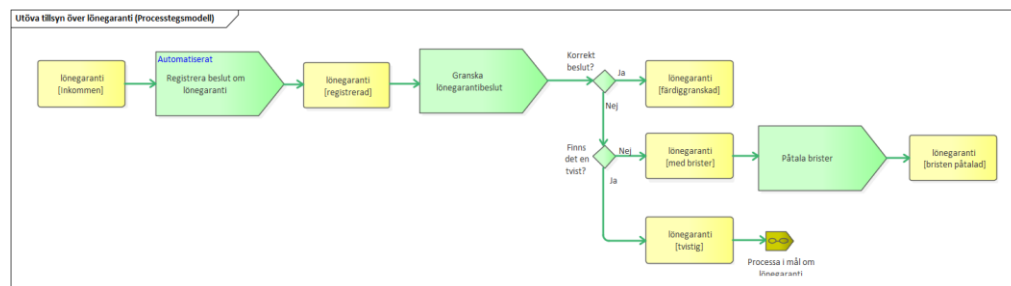 Utöva tillsyn över lönegaranti (Processtegsmodell)
Automatiserat
lönegaranti
[inkommen]
Registrera beslut om
lönegaranti
lönegaranti
[registrerad]
Granska
lönegarantibeslut
Korrekt
beslut?
Ja
lönegaranti
[färdiggranskad]
Nej
Finns
det en
tvist?
Nej
lönegaranti
[med brister]
Påtala brister
lönegaranti
[bristen påtalad]
Ja
lönegaranti
[tvistig]
Processa i mål om
lönegaranti